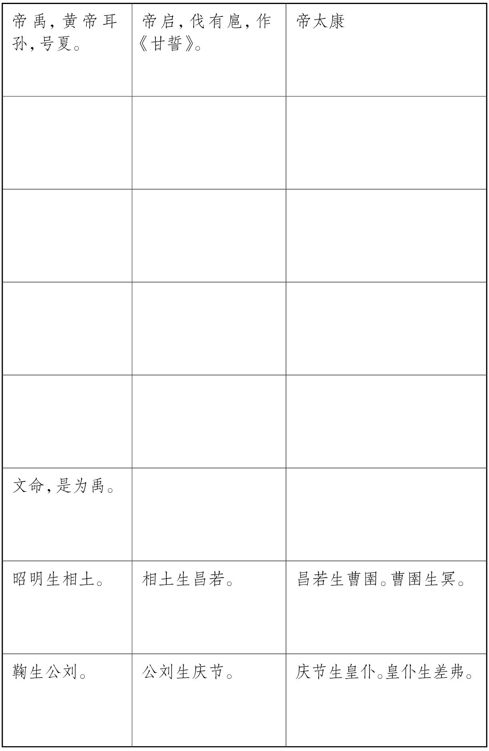 帝禹，黄帝耳
孙，号夏。
帝启，伐有扈，作
《甘誓》。
帝太康
文命，是为禹。
昭明生相土。
相土生昌若。
昌若生曹圉。曹圉生冥。
鞠生公刘。
公刘生庆节。
庆节生皇仆。皇仆生差弗。